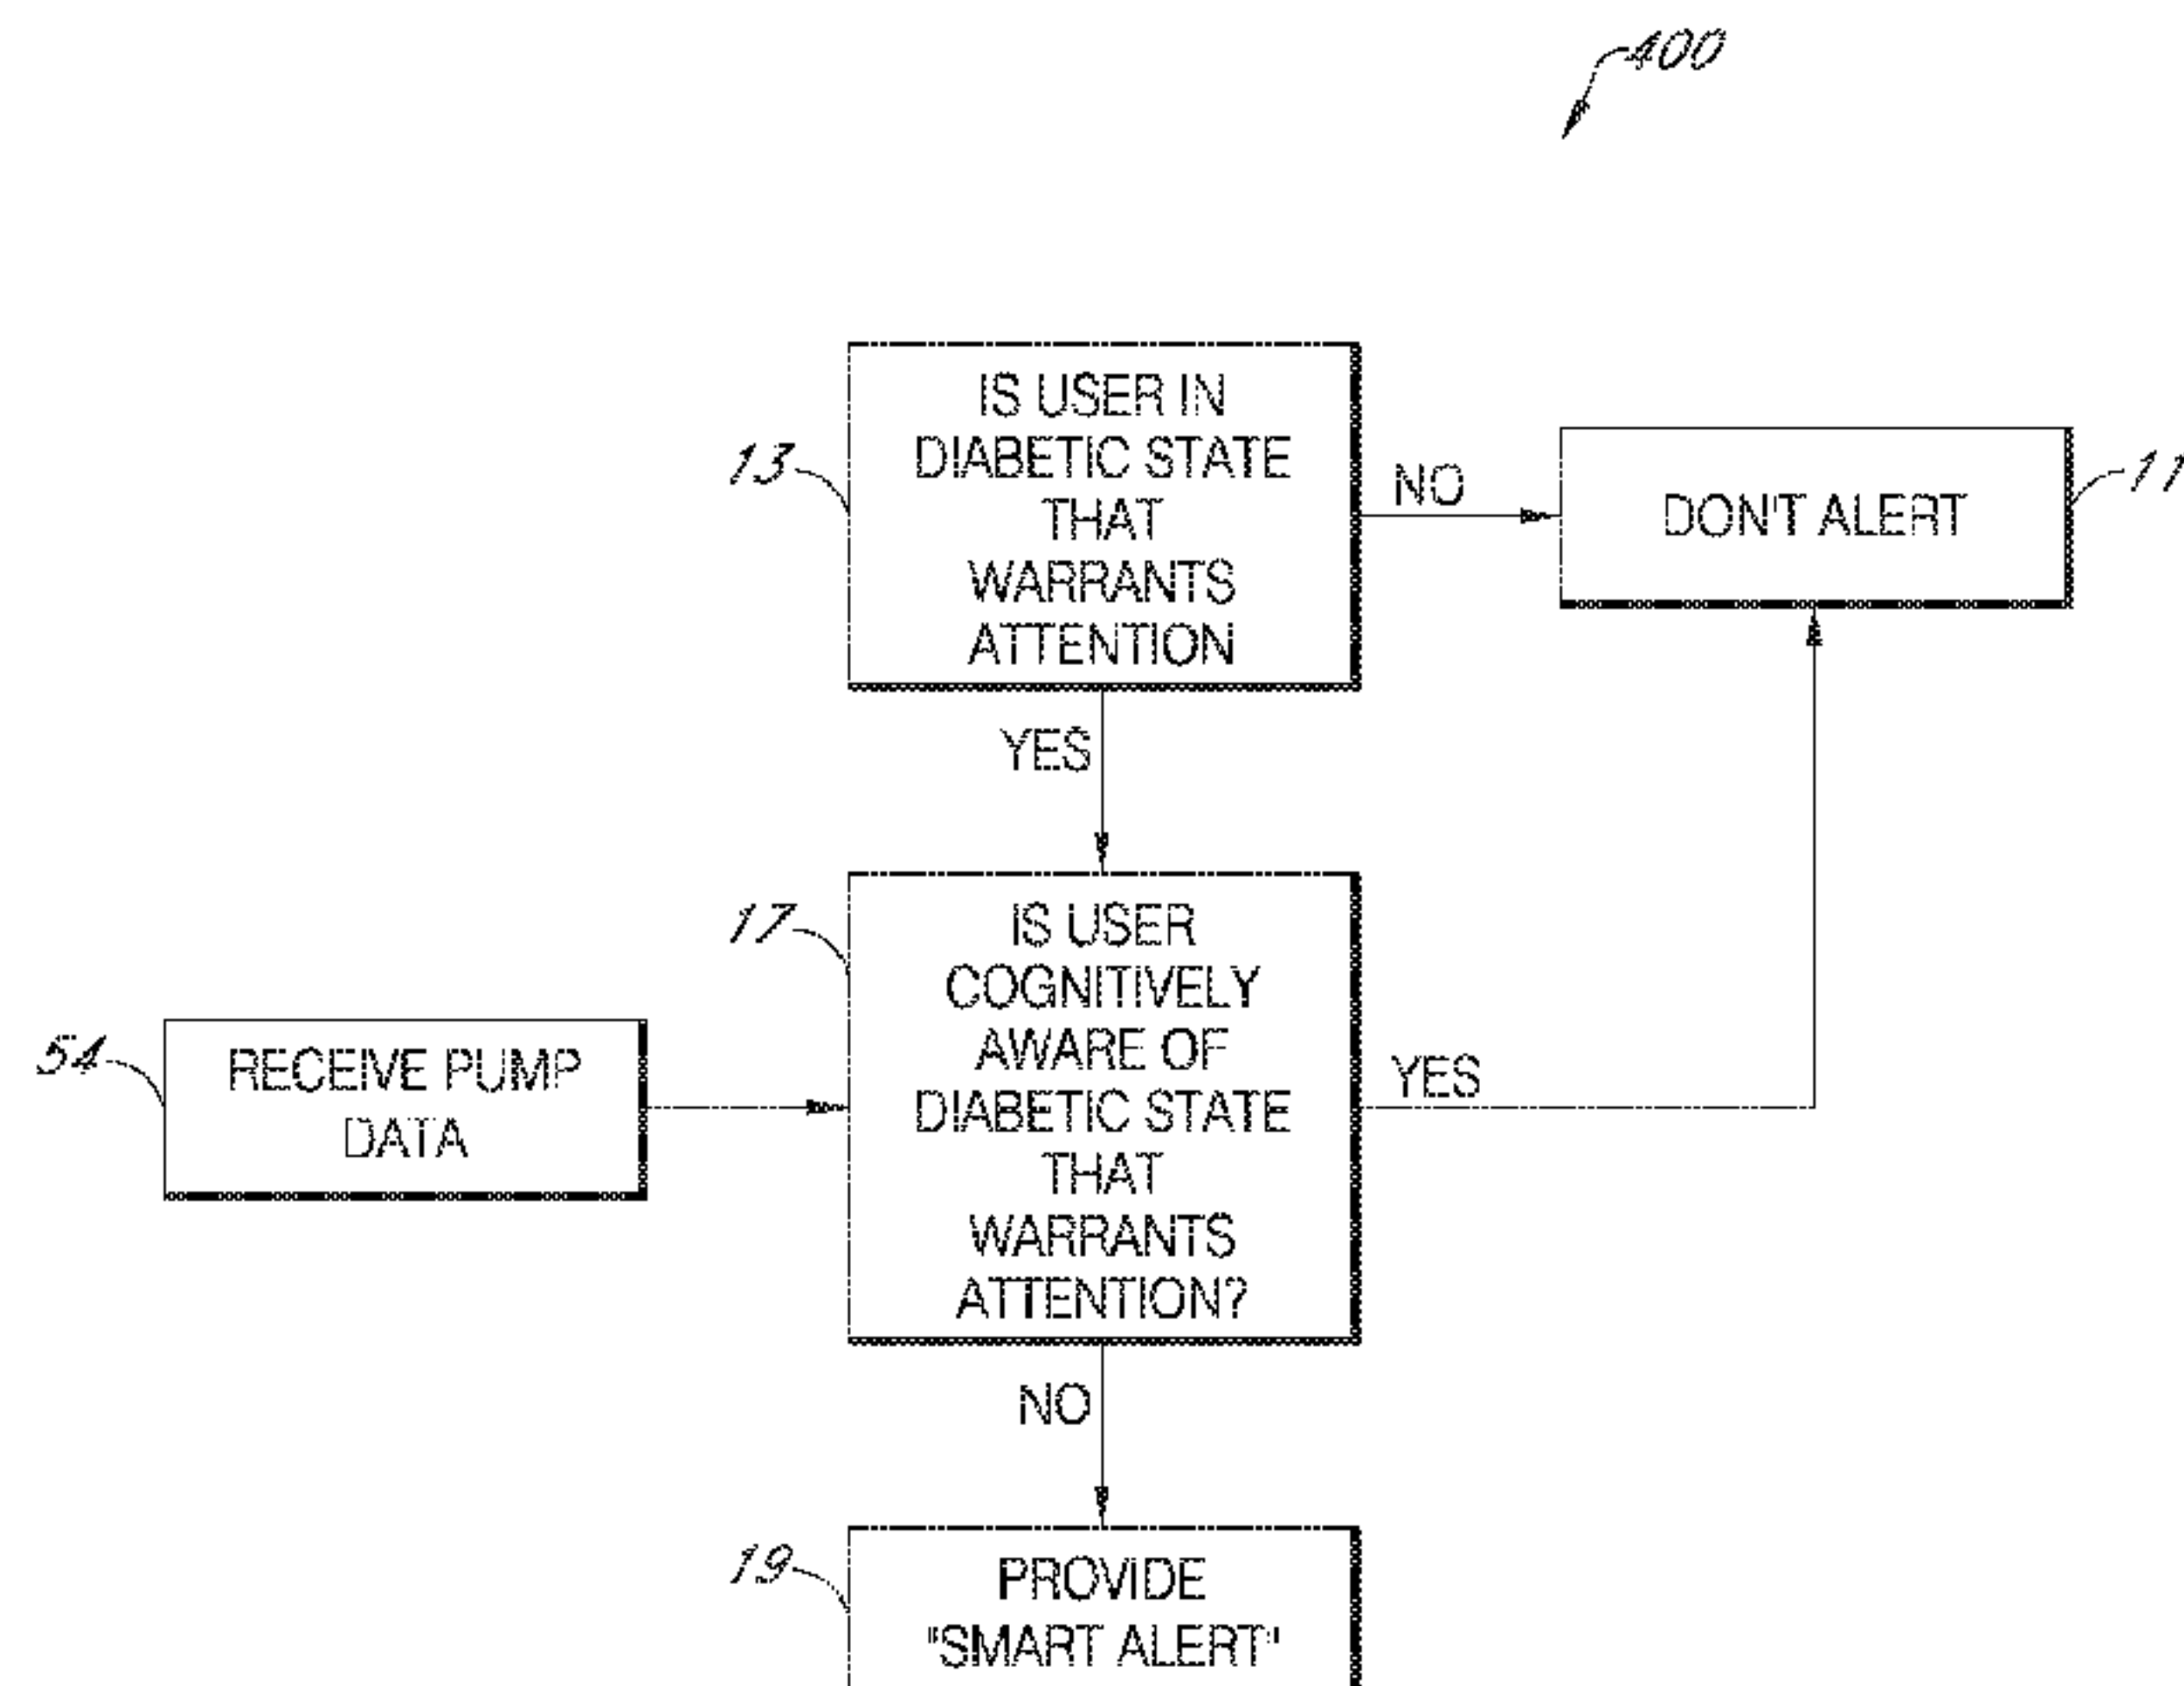 400
IS USER IN
DIABETIC STATE
THAT
WARRANTS
ATTENTION
13
NO
DON'T ALERT
11
YES
17
IS USER
COGNITIVELY
AWARE OF
DIABETIC STATE
THAT
WARRANTS
ATTENTION?
54
RECEIVE PUMP
DATA
YES
NO
19
PROVIDE
"SMART ALERT"